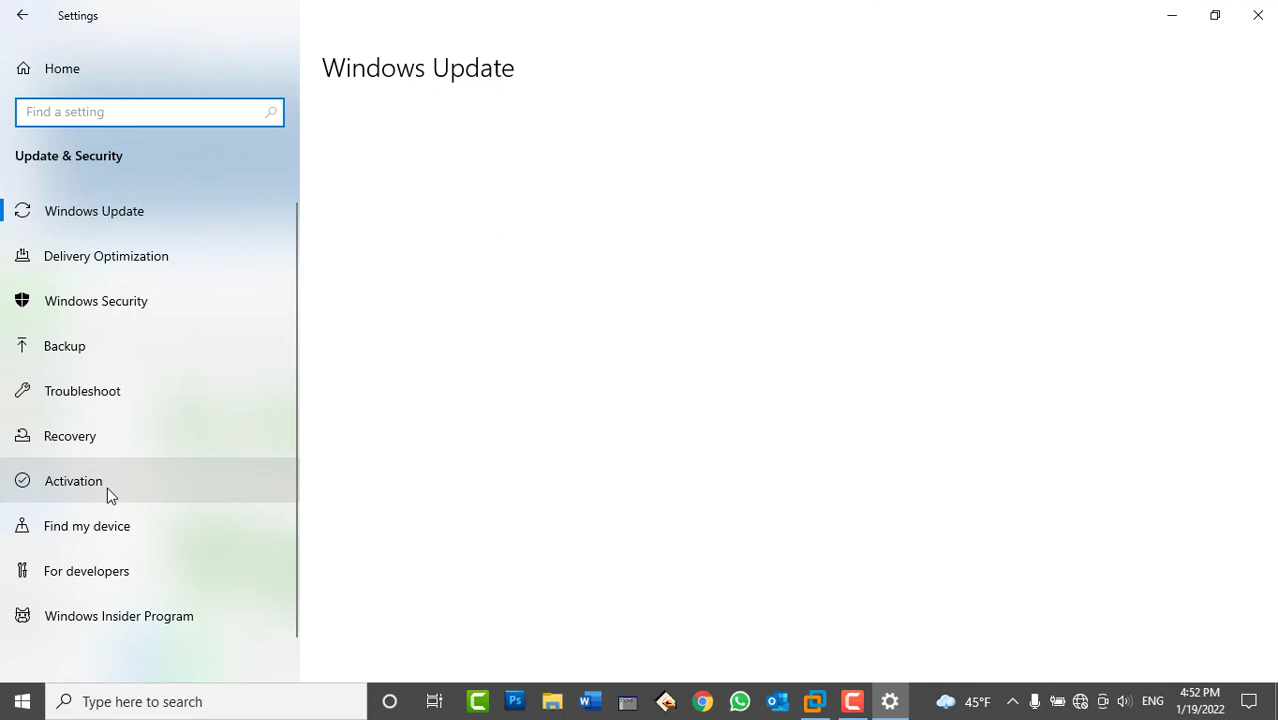 Settings
Home
Find a setting
Update & Security
Windows Update
Delivery Optimization
Windows Security
Backup
Troubleshoot
Recovery
Activation
Find my device
For developers
Windows Insider Program
Windows Update
Type here to search
Ps
45°F
ENG
4:52 PM
1/19/2022